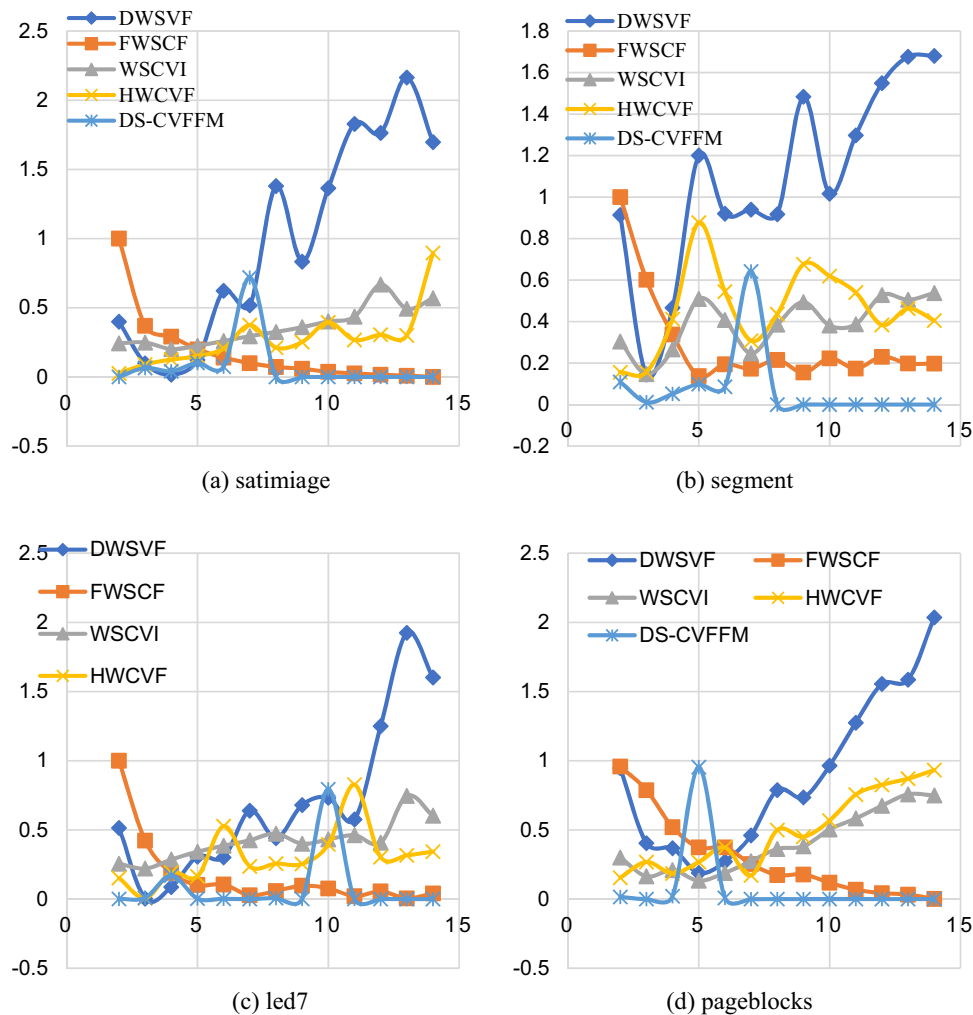 2.5
2
1.5
1
0.5
0
-0.5
0 5 10 15
DWSVF
FWSCF
WSCVI
HWCVF
DS-CVFFM
(a) satimiage
1.8
1.6
1.4
1.2
1
0.8
0.6
0.4
0.2
0
-0.2
0 5 10 15
DWSVF
FWSCF
WSCVI
HWCVF
DS-CVFFM
(b) segment
2.5
2
1.5
1
0.5
0
-0.5
0 5 10 15
DWSVF
FWSCF
WSCVI
HWCVF
(c) led7
2.5
2
1.5
1
0.5
0
-0.5
0 5 10 15
DWSVF FWSCF
WSCVI HWCVF
DS-CVFFM
(d) pageblocks